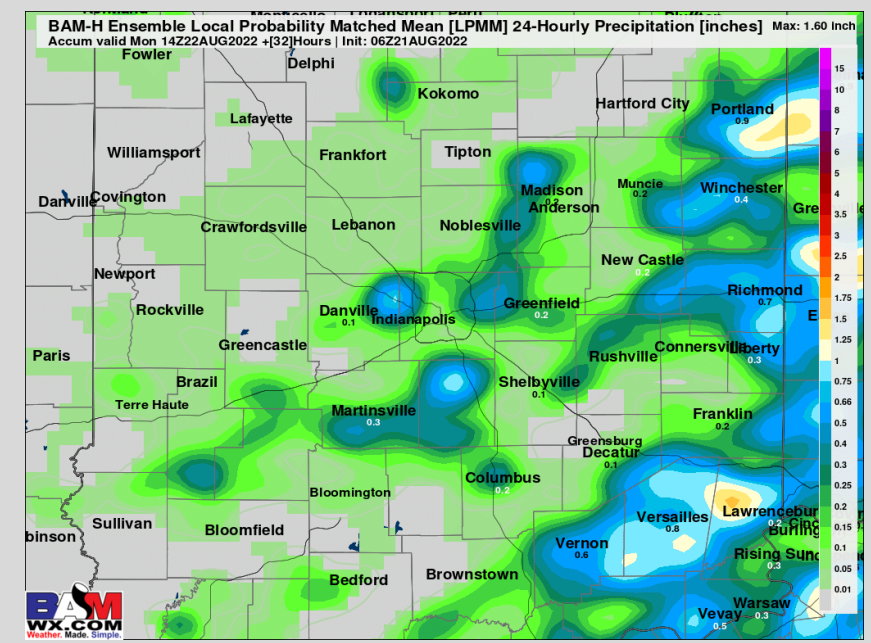 BAM-H Ensemble Local Probability Matched Mean [LPMM] 24-Hourly Precipitation [inches] Max: 1.60 Inch
Accum valid Mon 14Z22AUG2022 +[32]Hours | Init: 06Z21AUG2022
Fowler
Delphi
Kokomo
Hartford City
Portland
0.9
Lafayette
Williamsport
Frankfort
Tipton
Muncie
0.2
Winchester
0.4
Danville
Covington
Madison
0.2
Anderson
Crawfordsville
Lebanon
Noblesville
New Castle
0.2
Newport
Richmond
0.7
Rockville
Danville
0.1
Indianapolis
Greenfield
0.2
Greencastle
Paris
Rushville
Connersville
Liberty
0.3
Brazil
Shelbyville
0.1
Terre Haute
Martinsville
0.3
Franklin
0.2
Greensburg
Decatur
0.1
Columbus
0.2
Bloomington
Sullivan
Bloomfield
Versailles
0.8
Lawrencebur
0.2
Vernon
0.6
Rising Sun
0.3
Bedford
Brownstown
Warsaw
0.3
Vevay
0.5
binson
15
10
8
7
6
5
4
3.5
3
2.5
2
1.75
1.5
1.25
1
0.75
0.66
0.5
0.4
0.3
0.25
0.2
0.15
0.1
0.05
0.01
BAM
WX.COM
Weather. Made. Simple.